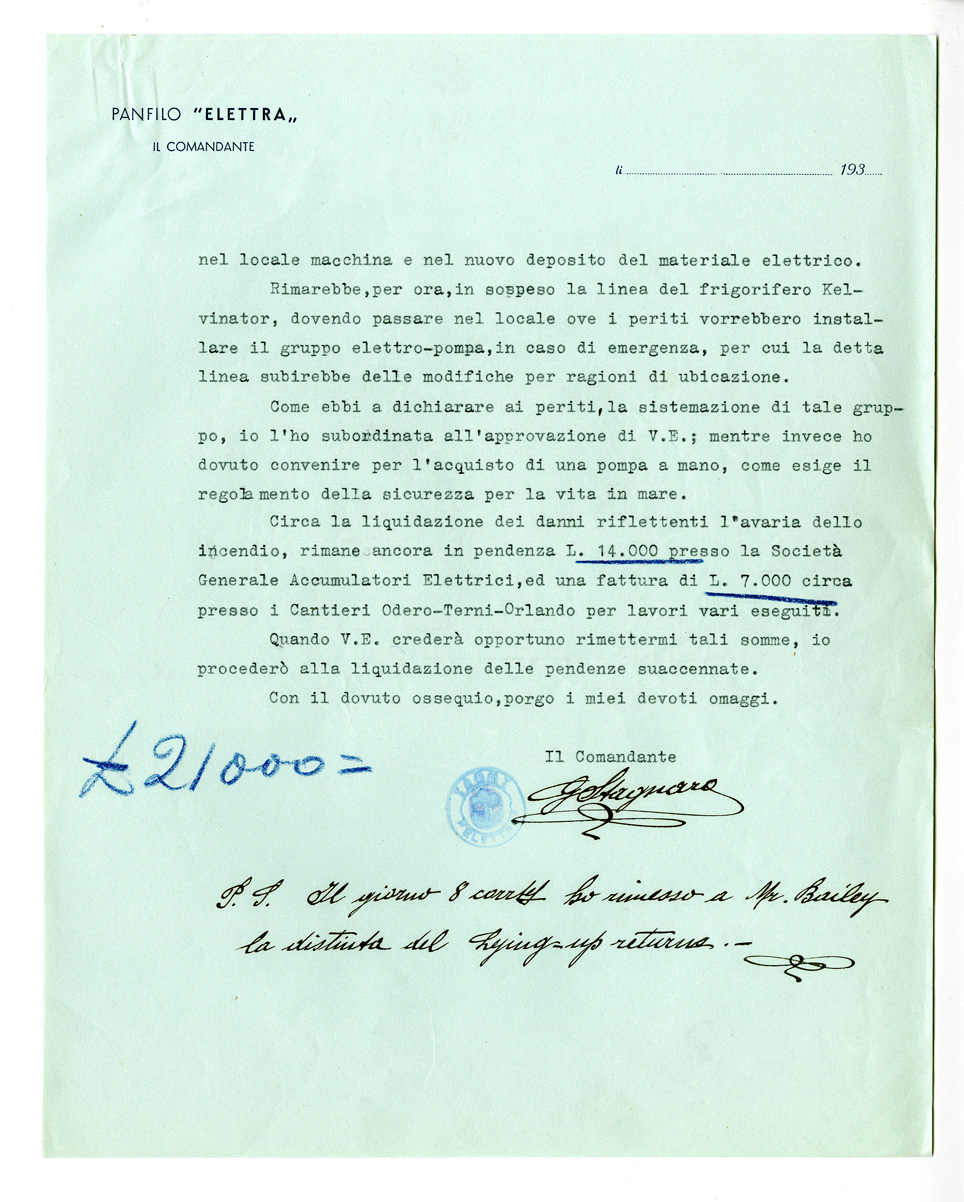 PANFILO "ELETTRA„
IL COMANDANTE
li 193
nel locale macchina e nel nuovo deposito del materiale elettrico.
Rimarebbe,per ora,in sospeso la linea del frigorifero Kel-
vinator, dovendo passare nel locale ove i periti vorrebbero instal-
lare il gruppo elettro-pompa,in caso di emergenza, per cui la detta
linea subirebbe delle modifiche per ragioni di ubicazione.
Come ebbi a dichiarare ai periti,la sistemazione di tale grup-
po, io l'ho subordinata all'approvazione di V.E.; mentre invece ho
dovuto convenire per l'acquisto di una pompa a mano, come esige il
regolamento della sicurezza per la vita in mare.
Circa la liquidazione dei danni riflettenti l'avaria dello
incendio, rimane ancora in pendenza L. 14.000 presso la Società
Generale Accumulatori Elettrici,ed una fattura di L. 7.000 circa
presso i Cantieri Odero-Terni-Orlando per lavori vari eseguiti.
Quando V.E. crederà opportuno rimettermi tali somme, io
procederò alla liquidazione delle pendenze suaccennate.
Con il dovuto ossequio,porgo i miei devoti omaggi.
£ 21000=
Il Comandante
GStagnaro
YACHT
ELETTRA
P. S. Il giorno 8 corr. ho rimesso a Mr. Bailey
la distinta del Lying=up returns.-